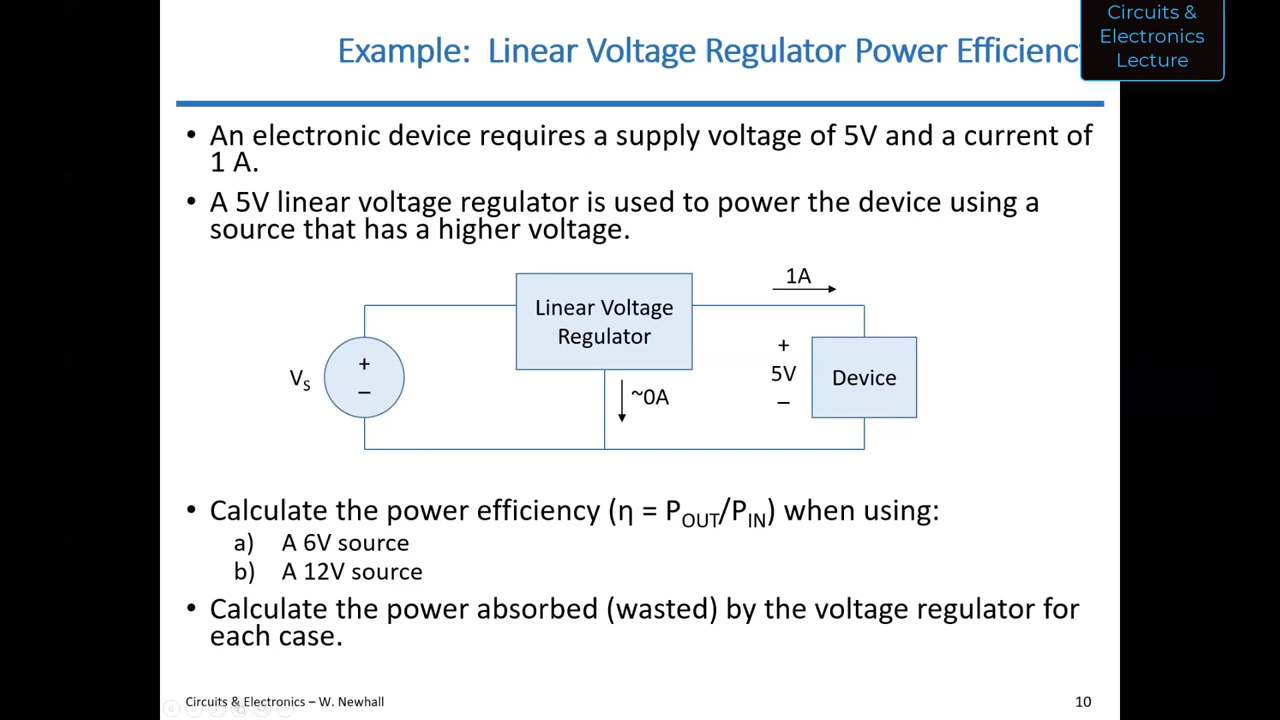 Circuits &
Electronics
Lecture
Example:  Linear Voltage Regulator Power Efficienc
• An electronic device requires a supply voltage of 5V and a current of
1 A.
• A 5V linear voltage regulator is used to power the device using a
source that has a higher voltage.
1A
Linear Voltage
Regulator
+
+
V_S
5V
Device
−
~0A
−
• Calculate the power efficiency (η = P_OUT/P_IN) when using:
a) A 6V source
b) A 12V source
• Calculate the power absorbed (wasted) by the voltage regulator for
each case.
Circuits & Electronics – W. Newhall
10